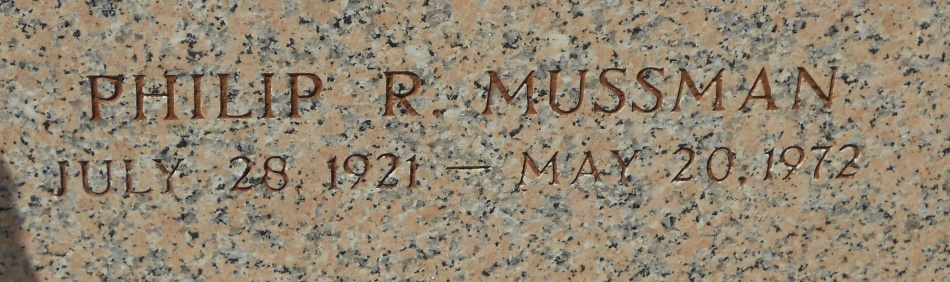 PHILIP R. MUSSMAN
JULY 28, 1921 — MAY 20, 1972